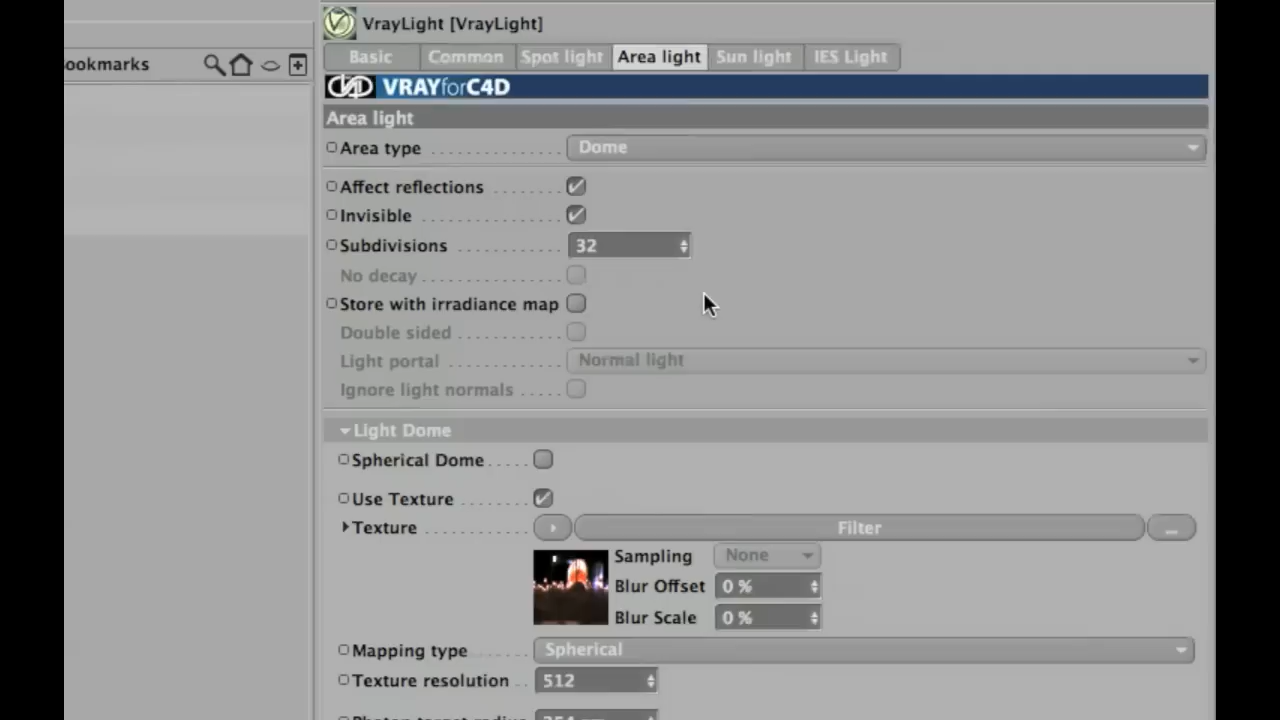 VrayLight [VrayLight]
Basic Common Spot light Area light Sun light IES Light
ookmarks
VRAYforC4D
Area light
Area type Dome
Affect reflections
Invisible
Subdivisions 32
No decay
Store with irradiance map
Double sided
Light portal Normal light
Ignore light normals
Light Dome
Spherical Dome
Use Texture
Texture Filter ...
Sampling None
Blur Offset 0 %
Blur Scale 0 %
Mapping type Spherical
Texture resolution 512